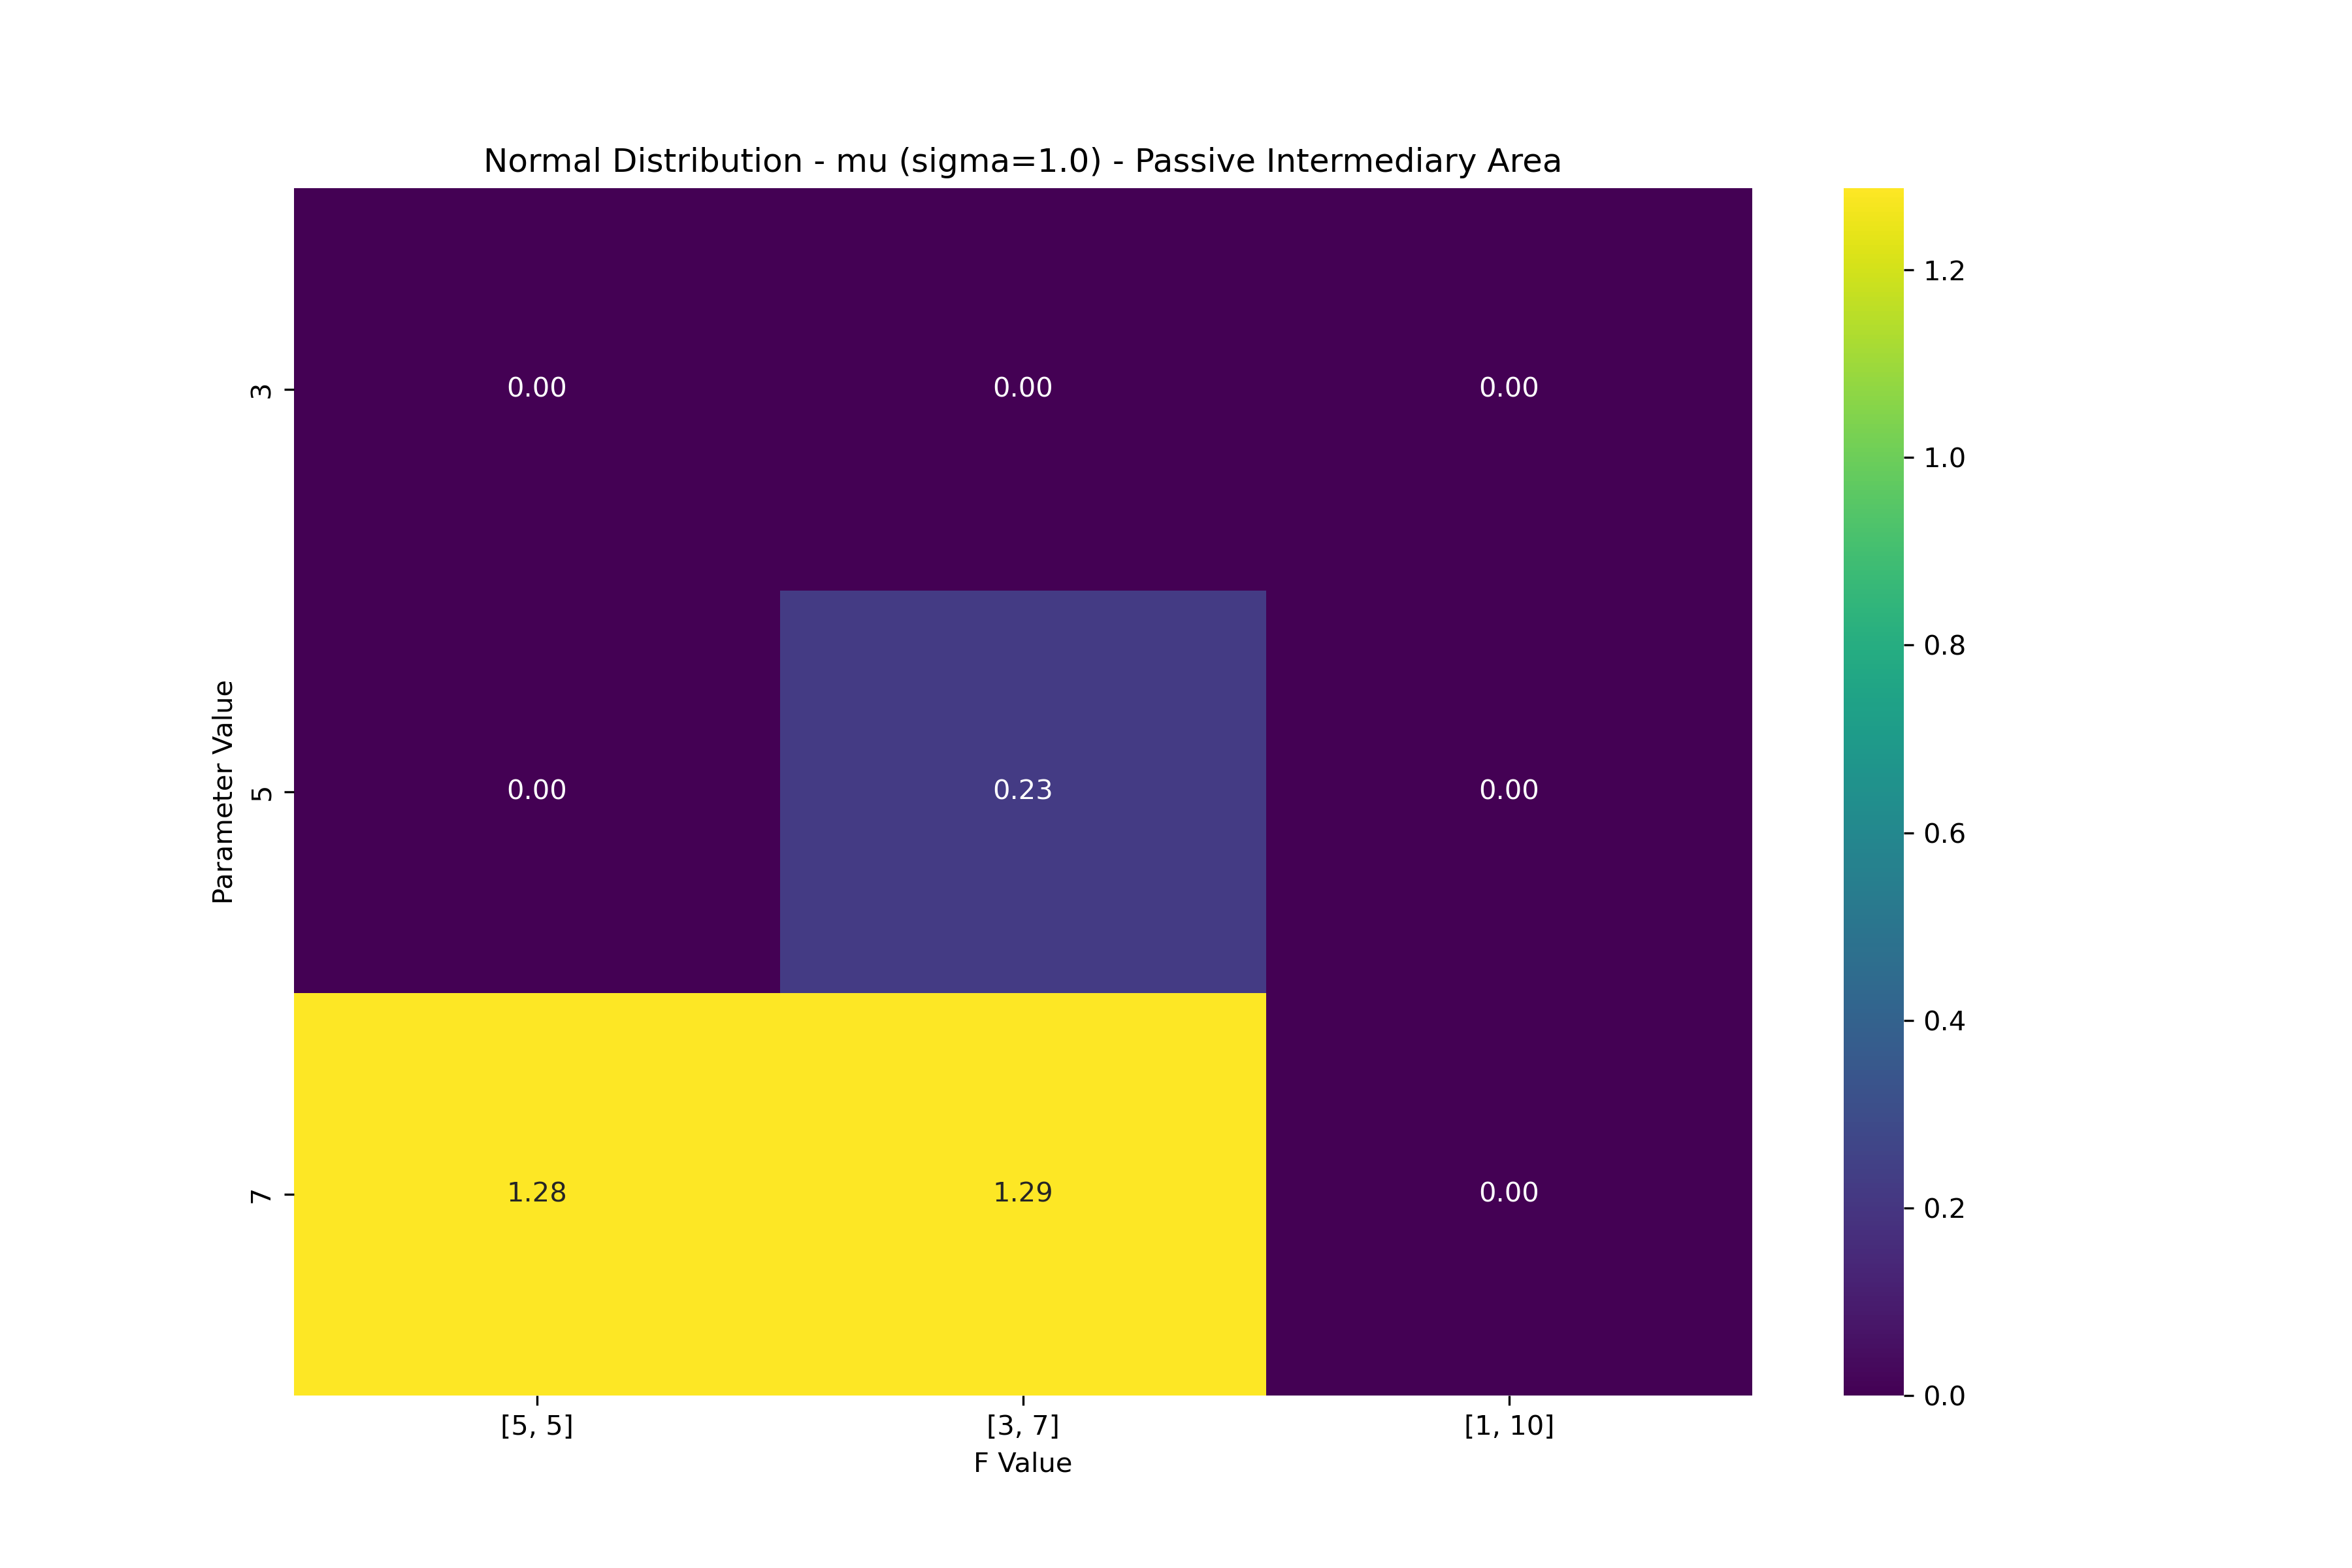 Normal Distribution - mu (sigma=1.0) - Passive Intermediary Area
Parameter Value
3
0.00 0.00 0.00
5
0.00 0.23 0.00
7
1.28 1.29 0.00
[5, 5] [3, 7] [1, 10]
F Value
1.2
1.0
0.8
0.6
0.4
0.2
0.0